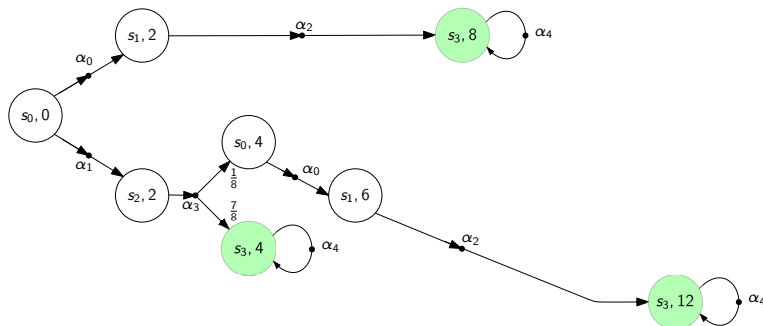 α₂
s₁, 2
s₃, 8
α₄
α₀
s₀, 0
α₁
s₀, 4
α₀
1/8
s₂, 2
s₁, 6
α₃
7/8
s₃, 4
α₄
α₂
s₃, 12
α₄